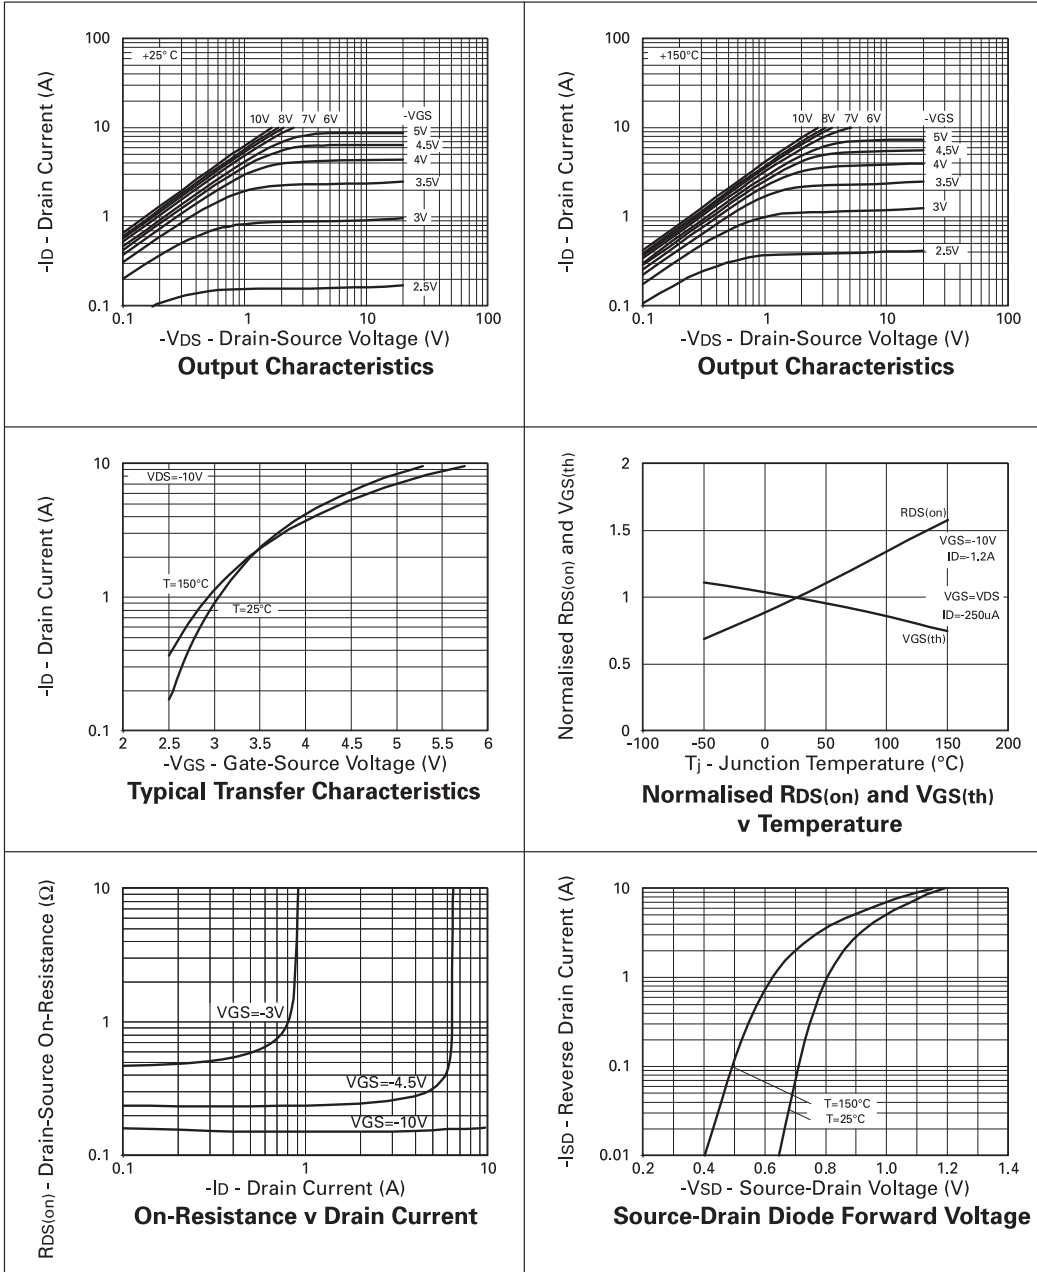 100
+25°C
10V 8V 7V 6V
-VGS
10
5V
4.5V
4V
3.5V
1
3V
2.5V
0.1
0.1 1 10 100
-ID - Drain Current (A)
-VDS - Drain-Source Voltage (V)
Output Characteristics
100
+150°C
10V 8V 7V 6V
-VGS
10
5V
4.5V
4V
3.5V
1
3V
2.5V
0.1
0.1 1 10 100
-ID - Drain Current (A)
-VDS - Drain-Source Voltage (V)
Output Characteristics
10
VDS=-10V
T=150°C
1
T=25°C
0.1
2 2.5 3 3.5 4 4.5 5 5.5 6
-ID - Drain Current (A)
-VGS - Gate-Source Voltage (V)
Typical Transfer Characteristics
2
RDS(on)
1.5
VGS=-10V
ID=-1.2A
1
VGS=VDS
ID=-250uA
VGS(th)
0.5
0
-100 -50 0 50 100 150 200
Normalised RDS(on) and VGS(th)
Tj - Junction Temperature (°C)
Normalised RDS(on) and VGS(th)
v Temperature
10
VGS=-3V
1
VGS=-4.5V
VGS=-10V
0.1
0.1 1 10
RDS(on) - Drain-Source On-Resistance (Ω)
-ID - Drain Current (A)
On-Resistance v Drain Current
10
1
0.1
T=150°C
T=25°C
0.01
0.2 0.4 0.6 0.8 1.0 1.2 1.4
-ISD - Reverse Drain Current (A)
-VSD - Source-Drain Voltage (V)
Source-Drain Diode Forward Voltage